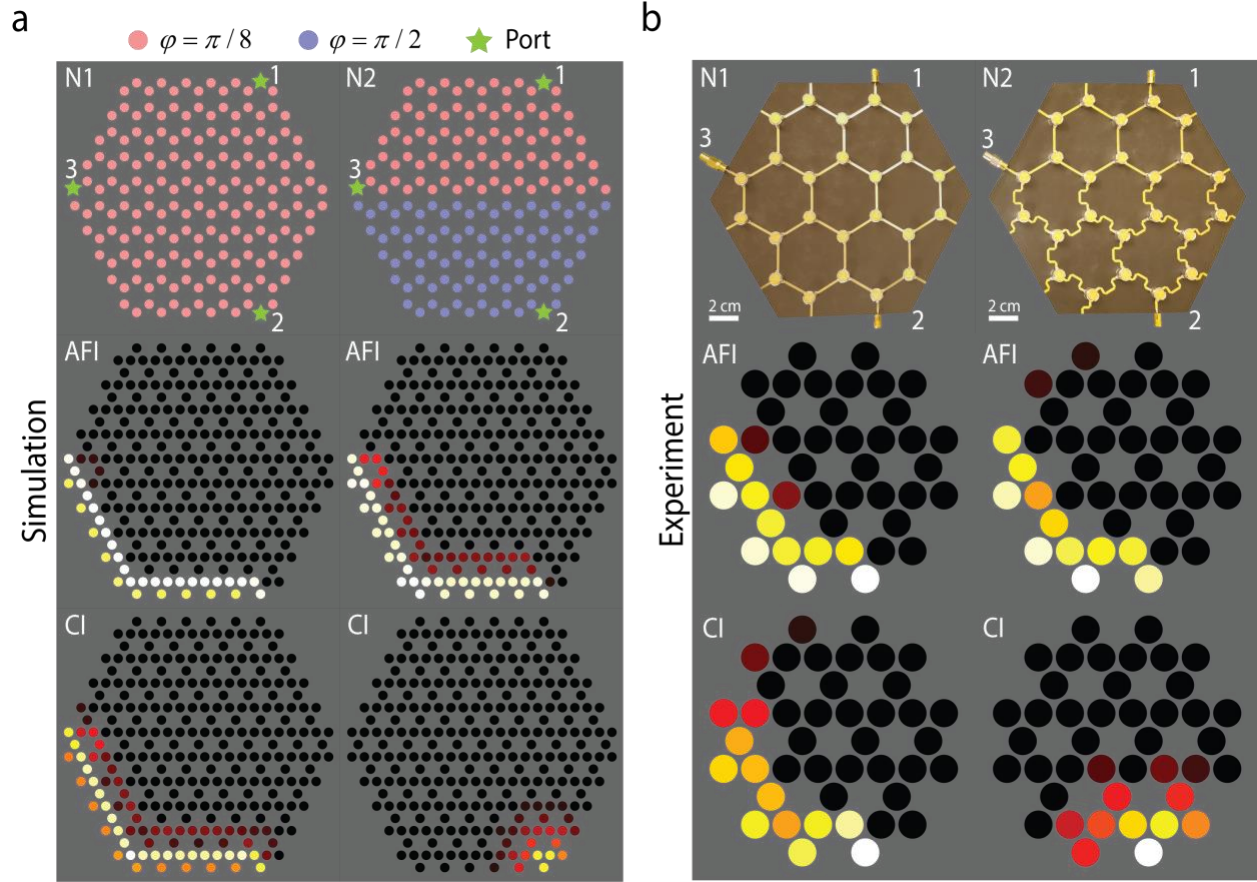 a
φ = π / 8
φ = π / 2
Port
Simulation
N1
1
3
2
N2
1
3
2
AFI
AFI
CI
CI
b
Experiment
N1
1
3
2 cm
2
N2
1
3
2 cm
2
AFI
AFI
CI
CI